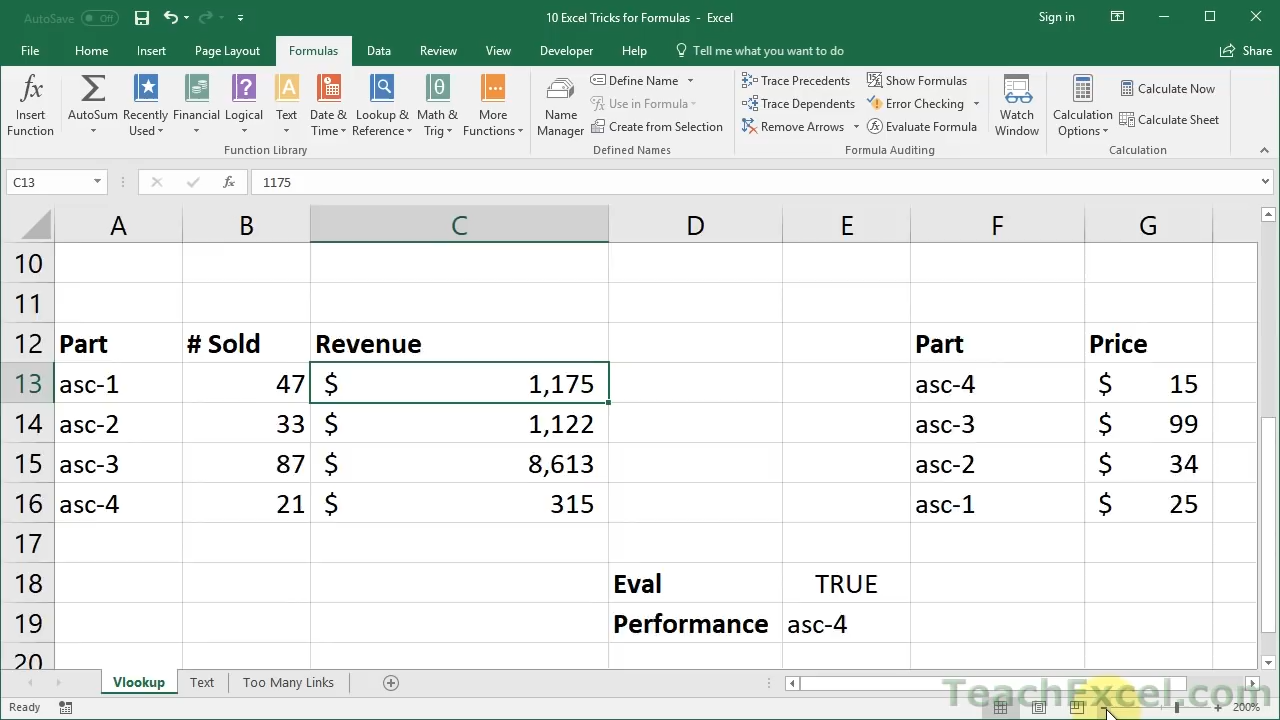 AutoSave Off 10 Excel Tricks for Formulas - Excel Sign in
File Home Insert Page Layout Formulas Data Review View Developer Help Tell me what you want to do Share
fx Insert Function
Σ AutoSum
Recently Used
Financial
Logical
Text
Date & Time
Lookup & Reference
Math & Trig
More Functions
Function Library
Name Manager
Define Name
Use in Formula
Create from Selection
Defined Names
Trace Precedents
Trace Dependents
Remove Arrows
Error Checking
Evaluate Formula
Formula Auditing
Watch Window
Calculation Options
Calculate Now
Calculate Sheet
Calculation
C13 fx 1175
A B C D E F G
10
11
12 Part # Sold Revenue Part Price
13 asc-1 47 $ 1,175 asc-4 $ 15
14 asc-2 33 $ 1,122 asc-3 $ 99
15 asc-3 87 $ 8,613 asc-2 $ 34
16 asc-4 21 $ 315 asc-1 $ 25
17
18 Eval TRUE
19 Performance asc-4
20
Vlookup Text Too Many Links
TeachExcel.com
Ready 200%